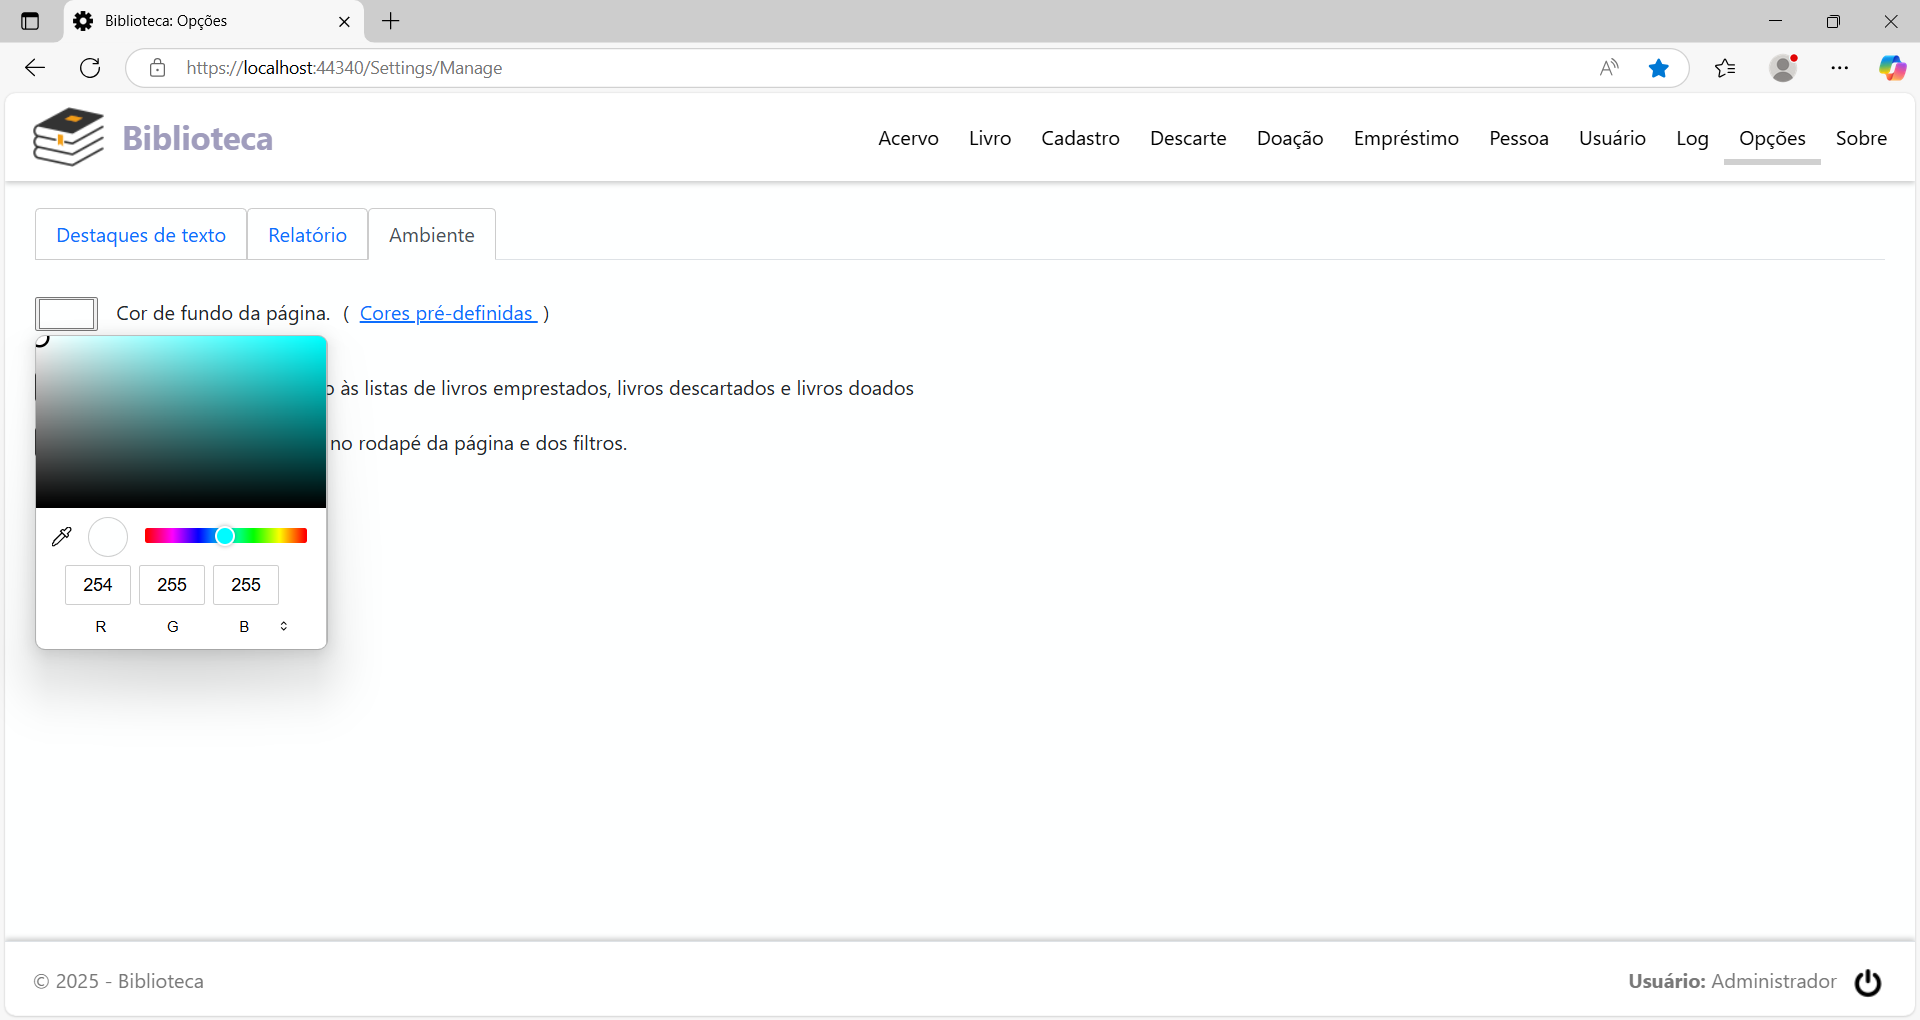 Biblioteca: Opções
https://localhost:44340/Settings/Manage
Biblioteca
Acervo Livro Cadastro Descarte Doação Empréstimo Pessoa Usuário Log Opções Sobre
Destaques de texto Relatório Ambiente
Cor de fundo da página. ( Cores pré-definidas )
às listas de livros emprestados, livros descartados e livros doados
no rodapé da página e dos filtros.
254 255 255
R G B
© 2025 - Biblioteca
Usuário: Administrador